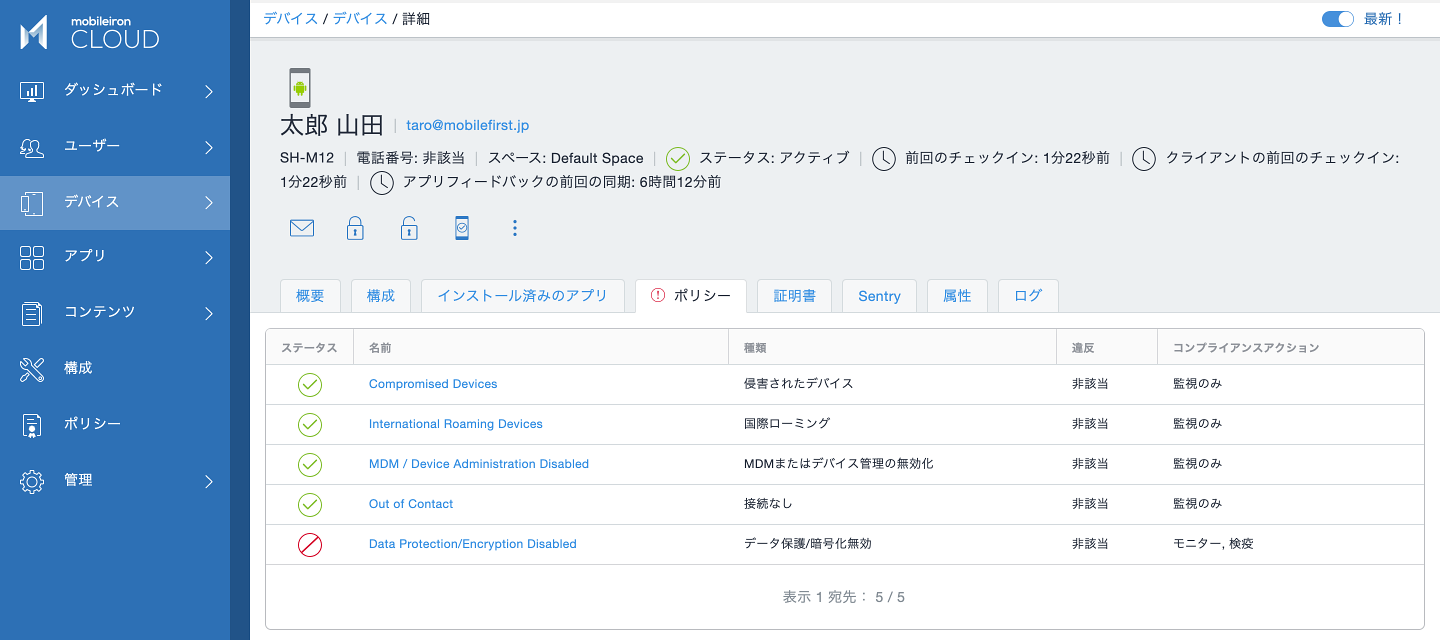 mobileiron
CLOUD
ダッシュボード
ユーザー
デバイス
アプリ
コンテンツ
構成
ポリシー
管理
デバイス / デバイス / 詳細
最新！
太郎 山田 | taro@mobilefirst.jp
SH-M12 | 電話番号: 非該当 | スペース: Default Space | ステータス: アクティブ | 前回のチェックイン: 1分22秒前 | クライアントの前回のチェックイン:
1分22秒前 | アプリフィードバックの前回の同期: 6時間12分前
概要 構成 インストール済みのアプリ ポリシー 証明書 Sentry 属性 ログ
ステータス 名前 種類 違反 コンプライアンスアクション
Compromised Devices 侵害されたデバイス 非該当 監視のみ
International Roaming Devices 国際ローミング 非該当 監視のみ
MDM / Device Administration Disabled MDMまたはデバイス管理の無効化 非該当 監視のみ
Out of Contact 接続なし 非該当 監視のみ
Data Protection/Encryption Disabled データ保護/暗号化無効 非該当 モニター, 検疫
表示 1 宛先： 5 / 5